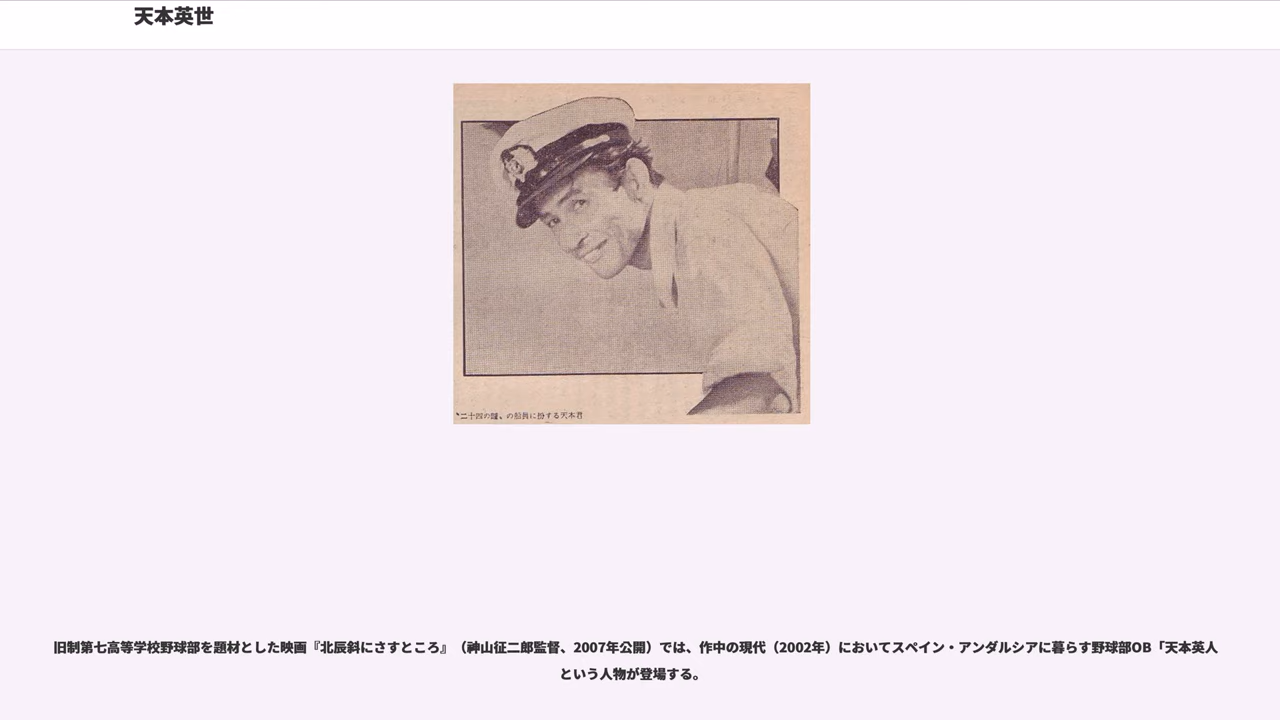 天本英世
〝二十四の瞳〟の船員に扮する天本君
旧制第七高等学校野球部を題材とした映画『北辰斜にさすところ』（神山征二郎監督、2007年公開）では、作中の現代（2002年）においてスペイン・アンダルシアに暮らす野球部OB「天本英人
という人物が登場する。